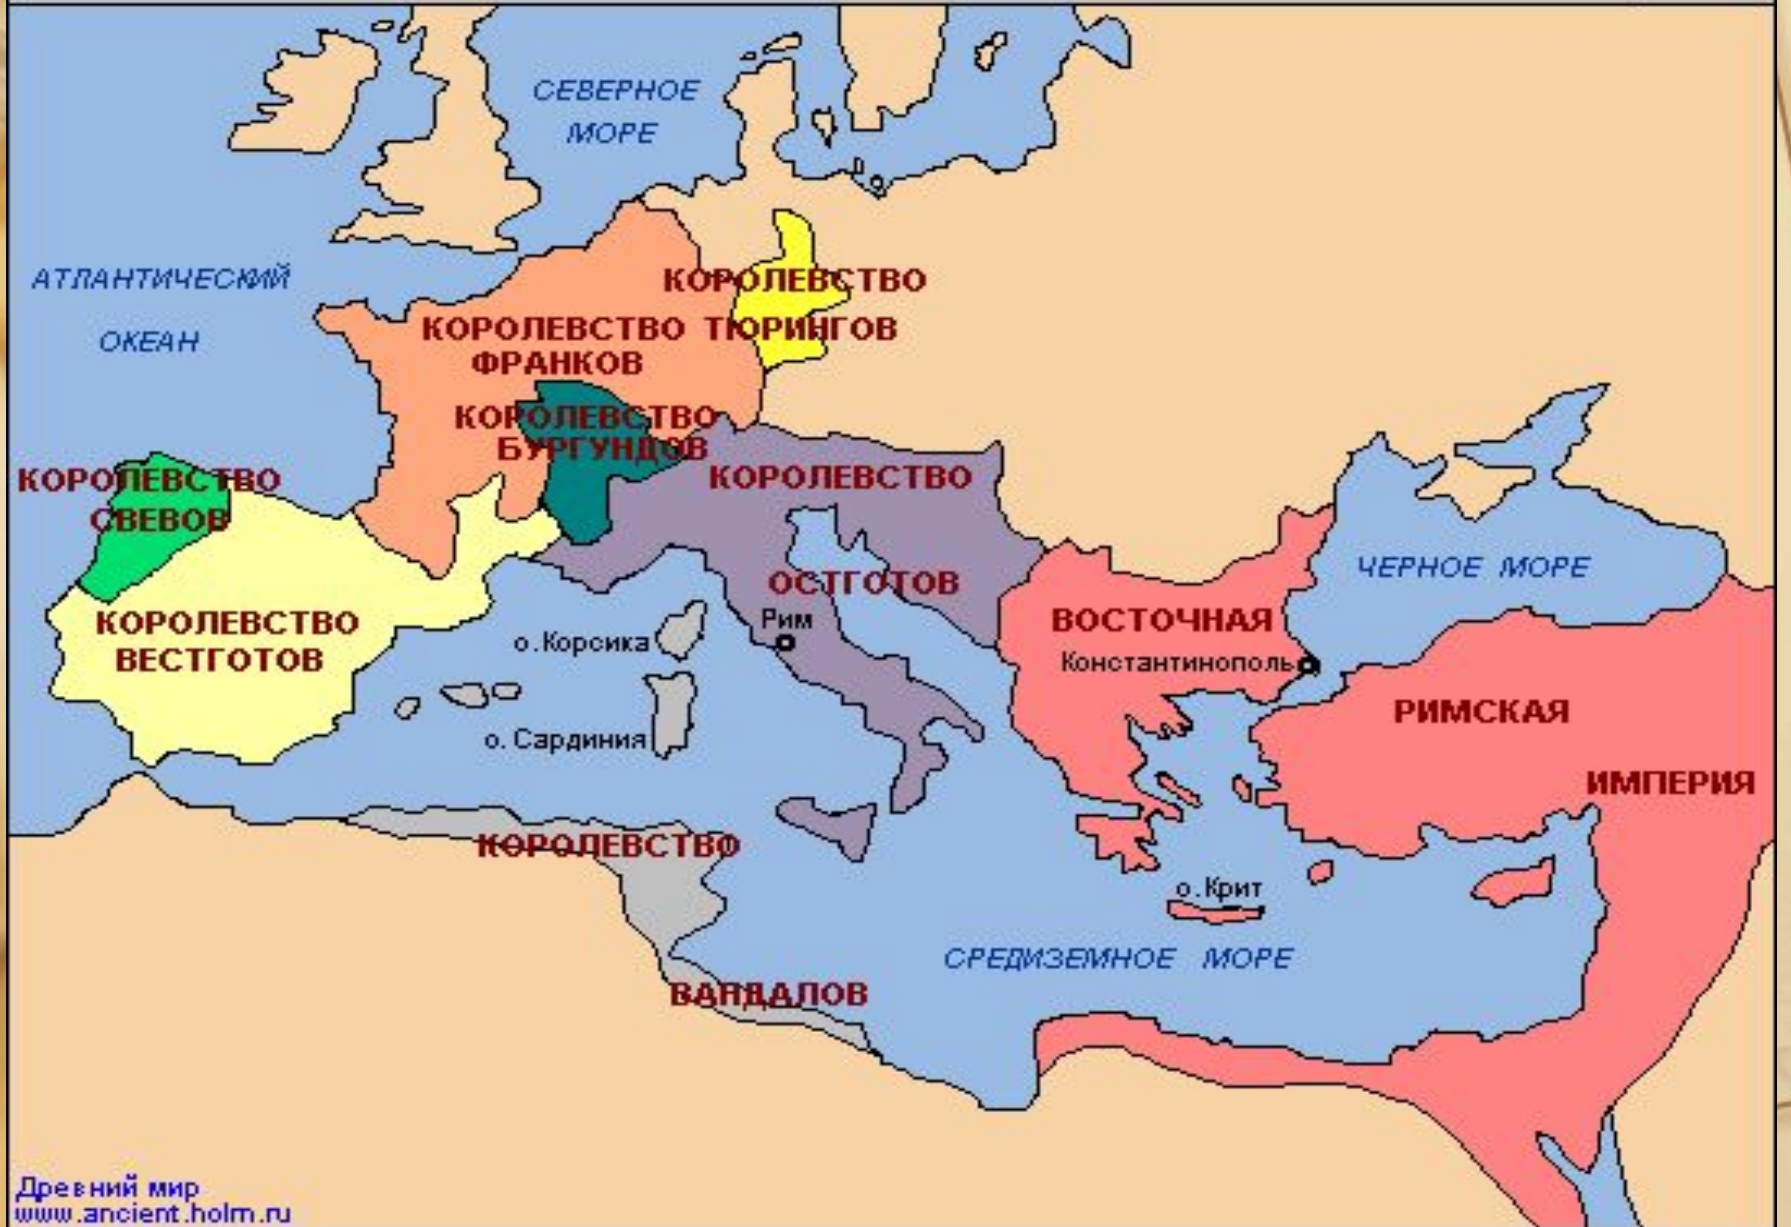 СЕВЕРНОЕ
МОРЕ
АТЛАНТИЧЕСКИЙ
ОКЕАН
КОРОЛЕВСТВО
ТЮРИНГОВ
КОРОЛЕВСТВО
ФРАНКОВ
КОРОЛЕВСТВО
БУРГУНДОВ
КОРОЛЕВСТВО
СВЕВОВ
КОРОЛЕВСТВО
ОСТГОТОВ
ЧЕРНОЕ МОРЕ
КОРОЛЕВСТВО
ВЕСТГОТОВ
о.Корсика
Рим
ВОСТОЧНАЯ
Константинополь
РИМСКАЯ
ИМПЕРИЯ
о. Сардиния
КОРОЛЕВСТВО
ВАНДАЛОВ
о.Крит
СРЕДИЗЕМНОЕ МОРЕ
Древний мир
www.ancient.holm.ru